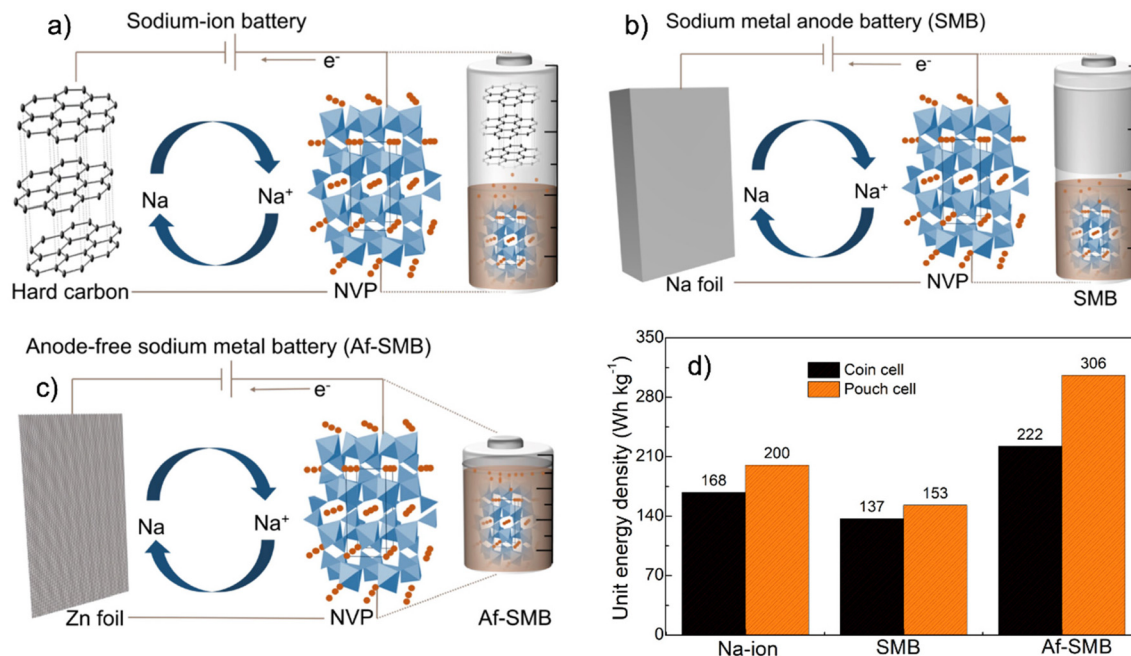 a)
Sodium-ion battery
e⁻
Na
Na⁺
Hard carbon
NVP
b)
Sodium metal anode battery (SMB)
e⁻
Na
Na⁺
Na foil
NVP
SMB
c)
Anode-free sodium metal battery (Af-SMB)
e⁻
Na
Na⁺
Zn foil
NVP
Af-SMB
d)
Unit energy density (Wh kg⁻¹)
350
280
210
140
70
0
Coin cell
Pouch cell
168
200
137
153
222
306
Na-ion
SMB
Af-SMB